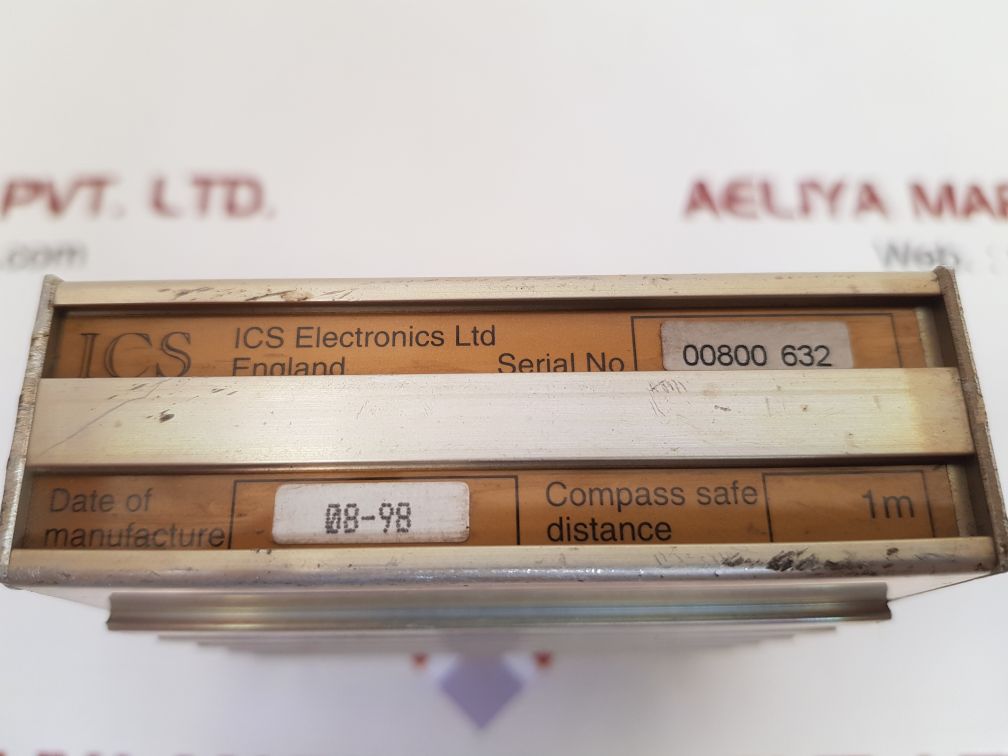 PVT. LTD.
AELIYA MAR
.com
Web. :
ICS
ICS Electronics Ltd
England
Serial No
00800 632
Date of
manufacture
08-98
Compass safe
distance
1m